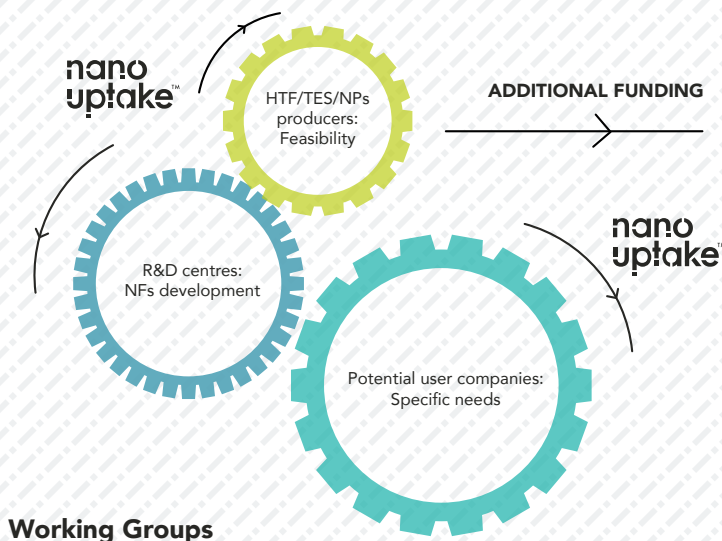 nano
uptake™
HTF/TES/NPs
producers:
Feasibility
ADDITIONAL FUNDING
R&D centres:
NFs development
nano
uptake™
Potential user companies:
Specific needs
Working Groups